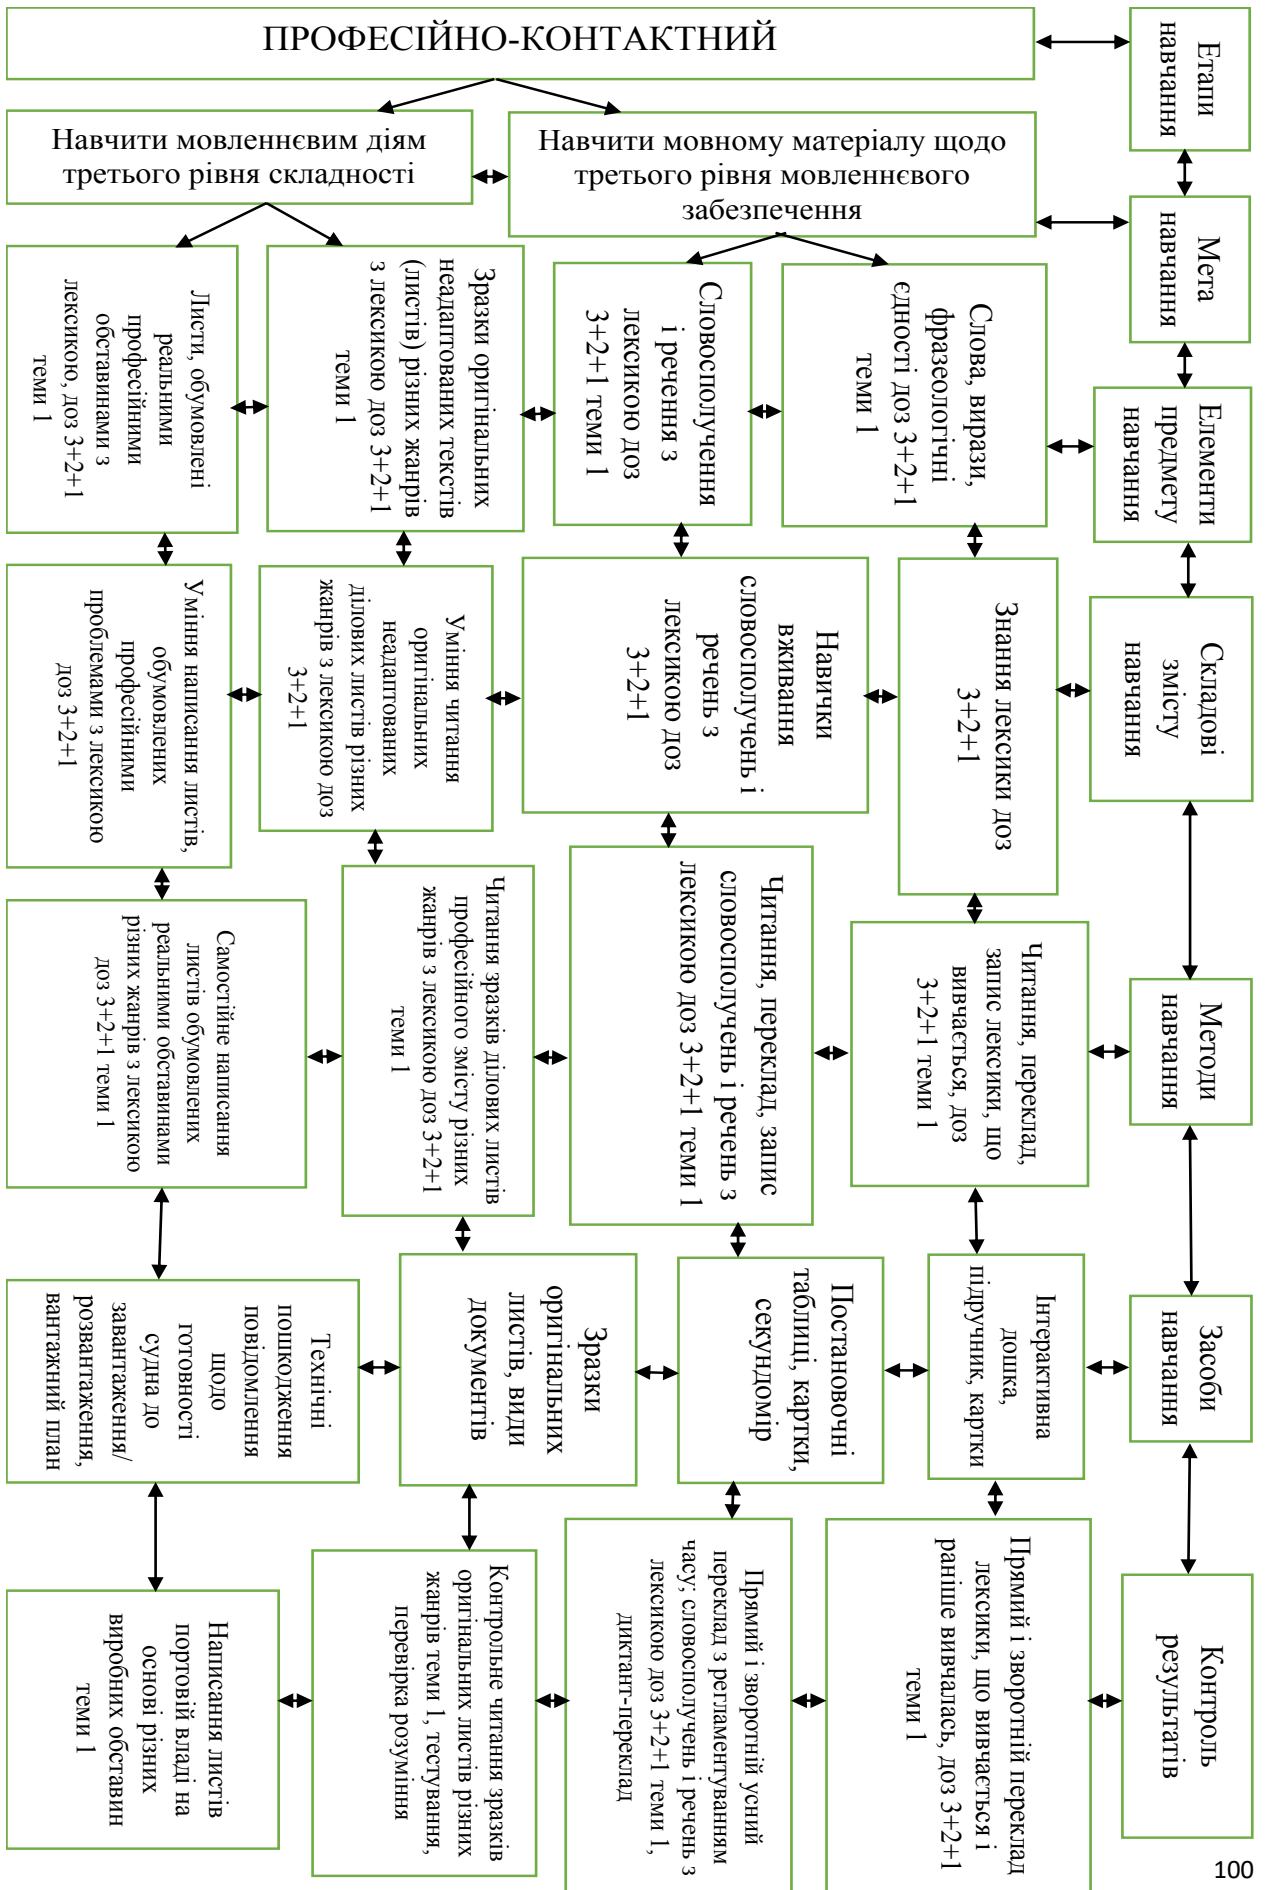 ПРОФЕСІЙНО-КОНТАКТНИЙ
Етапи
навчання
Навчити мовленнєвим діям
третього рівня складності
Навчити мовному матеріалу щодо
третього рівня мовленнєвого
забезпечення
Мета
навчання
Листи, обумовлені
реальними
професійними
обставинами з
лексикою, доз 3+2+1
теми 1
Зразки оригінальних
неадаптованих текстів
(листів) різних жанрів
з лексикою доз 3+2+1
теми 1
Словосполучення
і речення з
лексикою доз
3+2+1 теми 1
Слова, вирази,
фразеологічні
єдності доз 3+2+1
теми 1
Елементи
предмету
навчання
Уміння написання листів,
обумовлених
професійними
проблемами з лексикою
доз 3+2+1
Уміння читання
оригінальних
неадаптованих
ділових листів різних
жанрів з лексикою доз
3+2+1
Навички
вживання
словосполучень і
речень з
лексикою доз
3+2+1
Знання лексики доз
3+2+1
Складові
змісту
навчання
Самостійне написання
листів обумовлених
реальними обставинами
різних жанрів з лексикою
доз 3+2+1 теми 1
Читання зразків ділових листів
професійного змісту різних
жанрів з лексикою доз 3+2+1
теми 1
Читання, переклад, запис
словосполучень і речень з
лексикою доз 3+2+1 теми 1
Читання, переклад,
запис лексики, що
вивчається, доз
3+2+1 теми 1
Методи
навчання
Технічні
пошкодження
повідомлення
щодо
готовності
судна до
завантаження/
розвантаження,
вантажний план
Зразки
оригінальних
листів, види
документів
Постановочні
таблиці, картки,
секундомір
Інтерактивна
дошка,
підручник, картки
Засоби
навчання
Написання листів
портовій владі на
основі різних
виробних обставин
теми 1
Контрольне читання зразків
оригінальних листів різних
жанрів теми 1, тестування,
перевірка розуміння
Прямий і зворотній усний
переклад з регламентуванням
часу; словосполучень і речень з
лексикою доз 3+2+1 теми 1,
диктант-переклад
Прямий і зворотній переклад
лексики, що вивчається і
раніше вивчалась, доз 3+2+1
теми 1
Контроль
результатів
100